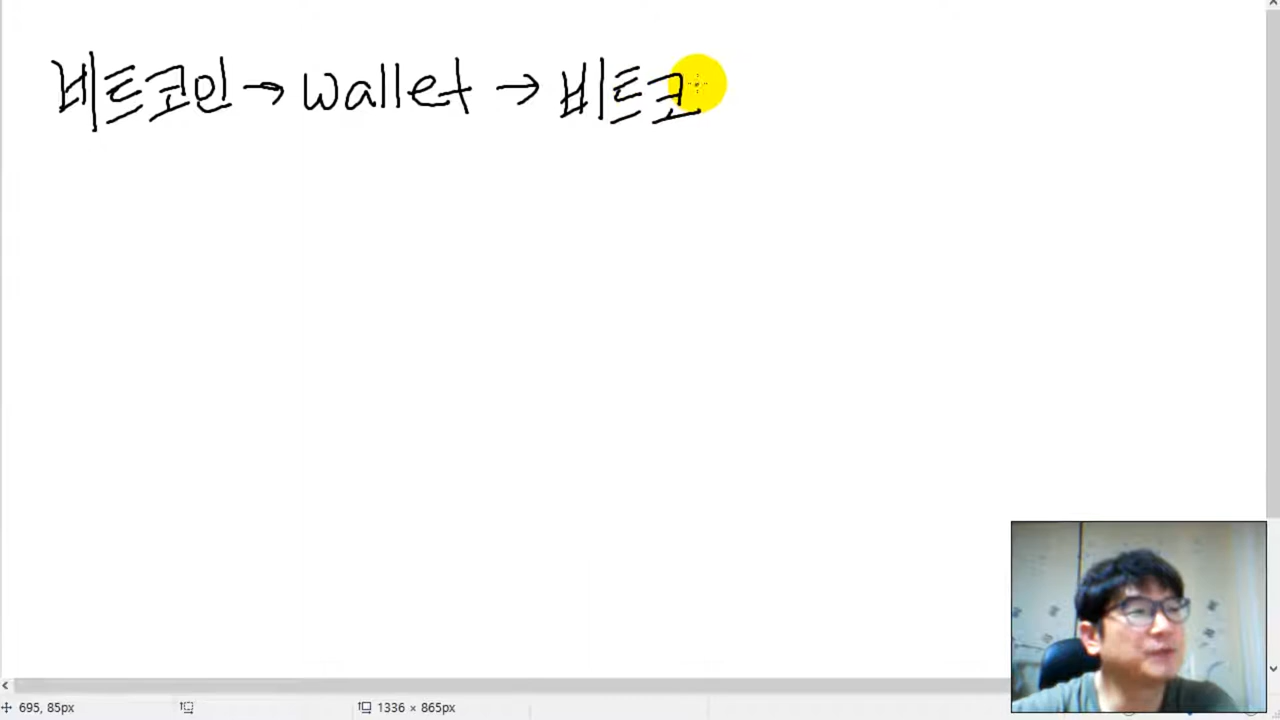 비트코인 → wallet → 비트코
695, 85px
1336 × 865px